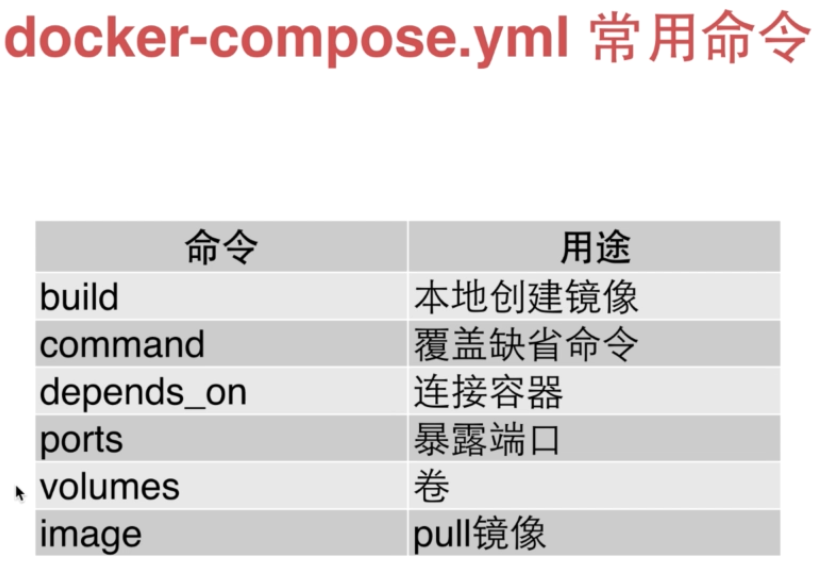 docker-compose.yml 常用命令
命令 用途
build 本地创建镜像
command 覆盖缺省命令
depends_on 连接容器
ports 暴露端口
volumes 卷
image pull镜像